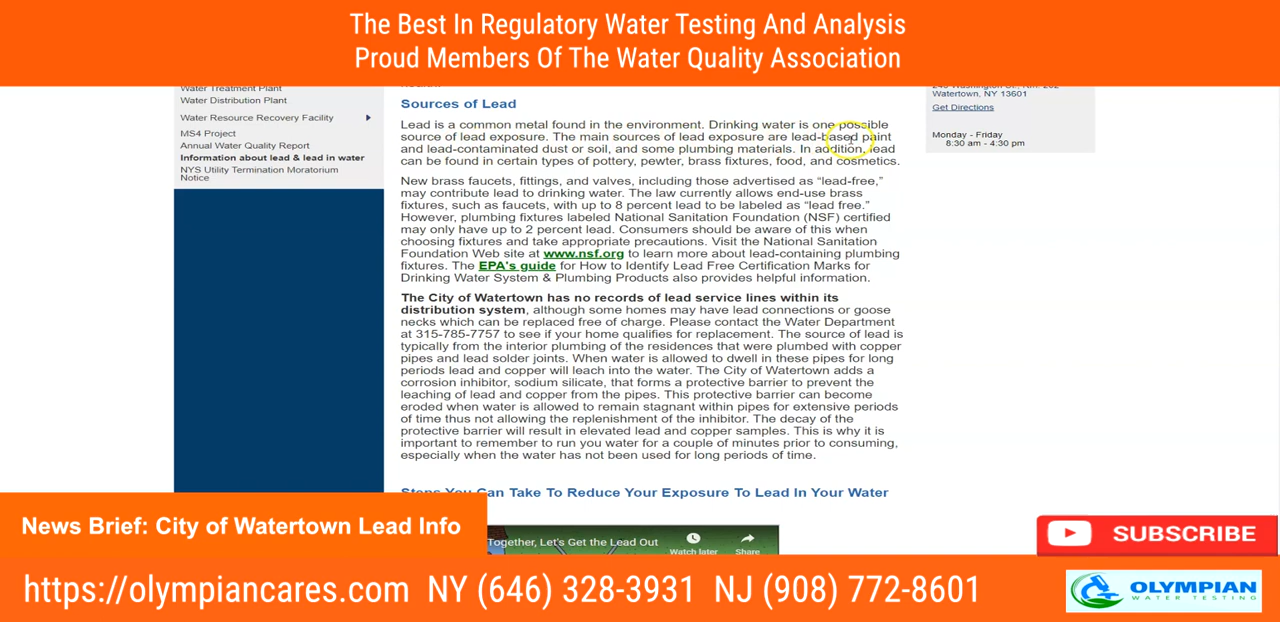 The Best In Regulatory Water Testing And Analysis
Proud Members Of The Water Quality Association
Water Treatment Plant
Water Distribution Plant
Water Resource Recovery Facility
MS4 Project
Annual Water Quality Report
Information about lead & lead in water
NYS Utility Termination Moratorium
Notice
Sources of Lead
Lead is a common metal found in the environment. Drinking water is one possible
source of lead exposure. The main sources of lead exposure are lead-based paint
and lead-contaminated dust or soil, and some plumbing materials. In addition, lead
can be found in certain types of pottery, pewter, brass fixtures, food, and cosmetics.
New brass faucets, fittings, and valves, including those advertised as “lead-free,”
may contribute lead to drinking water. The law currently allows end-use brass
fixtures, such as faucets, with up to 8 percent lead to be labeled as “lead free.”
However, plumbing fixtures labeled National Sanitation Foundation (NSF) certified
may only have up to 2 percent lead. Consumers should be aware of this when
choosing fixtures and take appropriate precautions. Visit the National Sanitation
Foundation Web site at www.nsf.org to learn more about lead-containing plumbing
fixtures. The EPA's guide for How to Identify Lead Free Certification Marks for
Drinking Water System & Plumbing Products also provides helpful information.
The City of Watertown has no records of lead service lines within its
distribution system, although some homes may have lead connections or goose
necks which can be replaced free of charge. Please contact the Water Department
at 315-785-7757 to see if your home qualifies for replacement. The source of lead is
typically from the interior plumbing of the residences that were plumbed with copper
pipes and lead solder joints. When water is allowed to dwell in these pipes for long
periods lead and copper will leach into the water. The City of Watertown adds a
corrosion inhibitor, sodium silicate, that forms a protective barrier to prevent the
leaching of lead and copper from the pipes. This protective barrier can become
eroded when water is allowed to remain stagnant within pipes for extensive periods
of time thus not allowing the replenishment of the inhibitor. The decay of the
protective barrier will result in elevated lead and copper samples. This is why it is
important to remember to run you water for a couple of minutes prior to consuming,
especially when the water has not been used for long periods of time.
Steps You Can Take To Reduce Your Exposure To Lead In Your Water
Together, Let's Get the Lead Out
Watch later
Share
Watertown, NY 13601
Get Directions
Monday - Friday
8:30 am - 4:30 pm
News Brief: City of Watertown Lead Info
SUBSCRIBE
https://olympiancares.com NY (646) 328-3931 NJ (908) 772-8601
OLYMPIAN
WATER TESTING